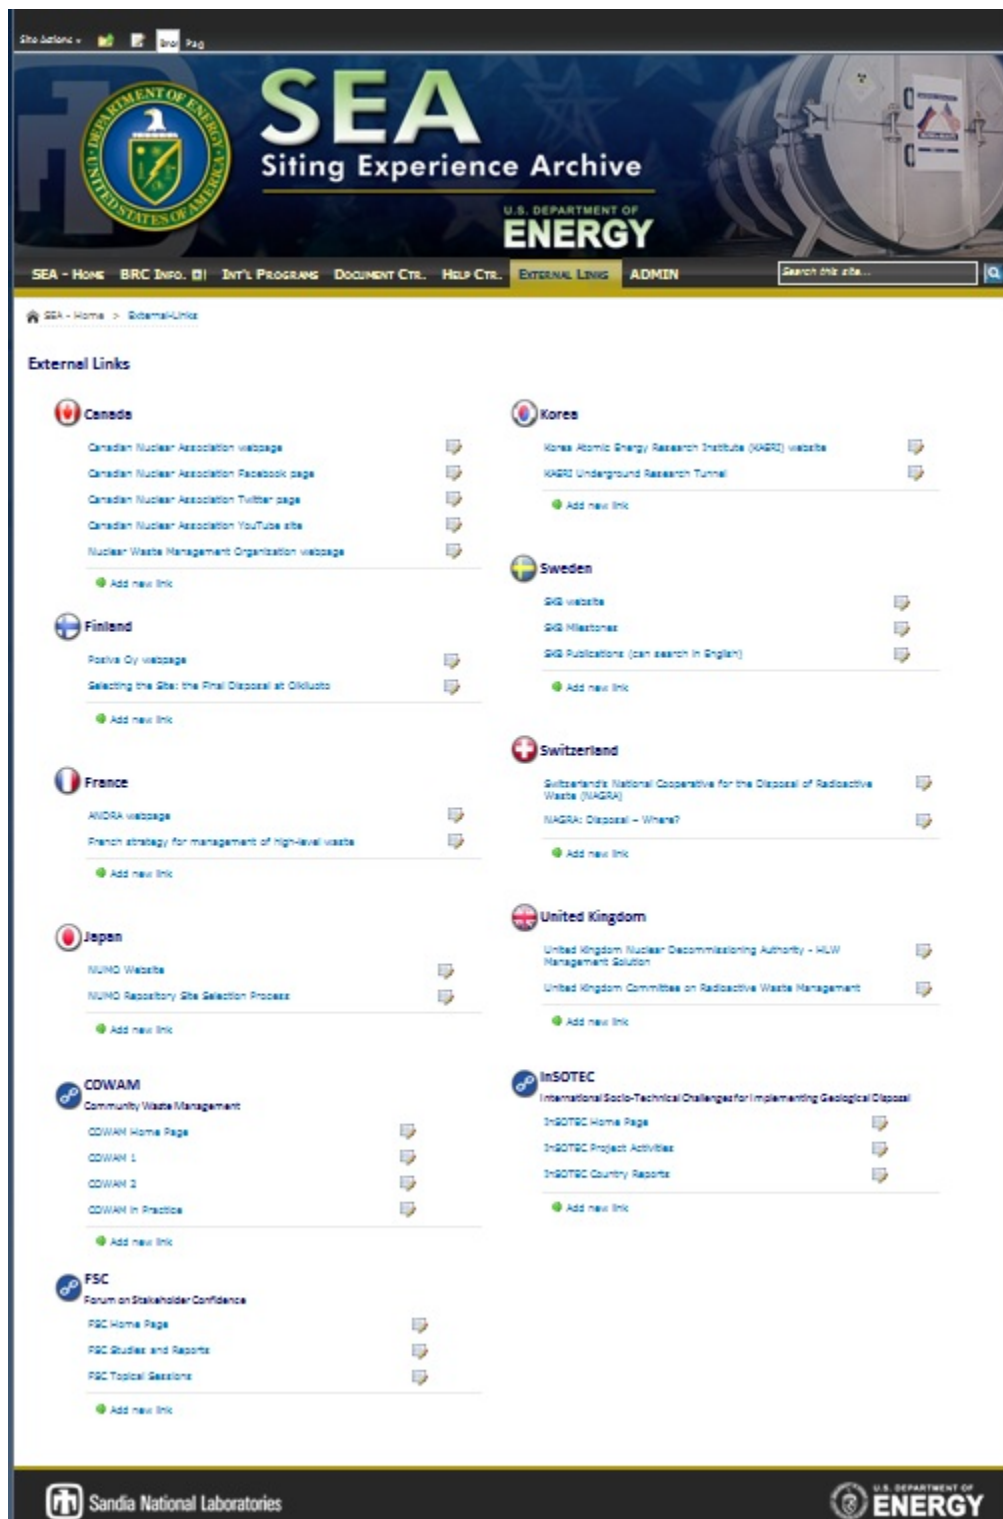 Site Actions
Brow Pag
DEPARTMENT OF ENERGY
UNITED STATES OF AMERICA
SEA
Siting Experience Archive
U.S. DEPARTMENT OF
ENERGY
SEA - Home BRC Info. Int'l Programs Document Ctr. Help Ctr. External Links ADMIN Search this site...
SEA - Home > External-Links
External Links
Canada
Canadian Nuclear Association webpage
Canadian Nuclear Association Facebook page
Canadian Nuclear Association Twitter page
Canadian Nuclear Association YouTube site
Nuclear Waste Management Organization webpage
Add new link
Finland
Posiva Oy webpage
Selecting the Site: the Final Disposal at Olkiluoto
Add new link
France
ANDRA webpage
French strategy for management of high-level waste
Add new link
Japan
NUMO Website
NUMO Repository Site Selection Process
Add new link
COWAM
Community Waste Management
COWAM Home Page
COWAM 1
COWAM 2
COWAM in Practice
Add new link
FSC
Forum on Stakeholder Confidence
FSC Home Page
FSC Studies and Reports
FSC Topical Sessions
Add new link
Korea
Korea Atomic Energy Research Institute (KAERI) website
KAERI Underground Research Tunnel
Add new link
Sweden
SKB website
SKB Milestones
SKB Publications (can search in English)
Add new link
Switzerland
Switzerland's National Cooperative for the Disposal of Radioactive
Waste (NAGRA)
NAGRA: Disposal – Where?
Add new link
United Kingdom
United Kingdom Nuclear Decommissioning Authority - HLW
Management Solution
United Kingdom Committee on Radioactive Waste Management
Add new link
InSOTEC
International Socio-Technical Challenges for Implementing Geological Disposal
InSOTEC Home Page
InSOTEC Project Activities
InSOTEC Country Reports
Add new link
Sandia National Laboratories
U.S. DEPARTMENT OF
ENERGY